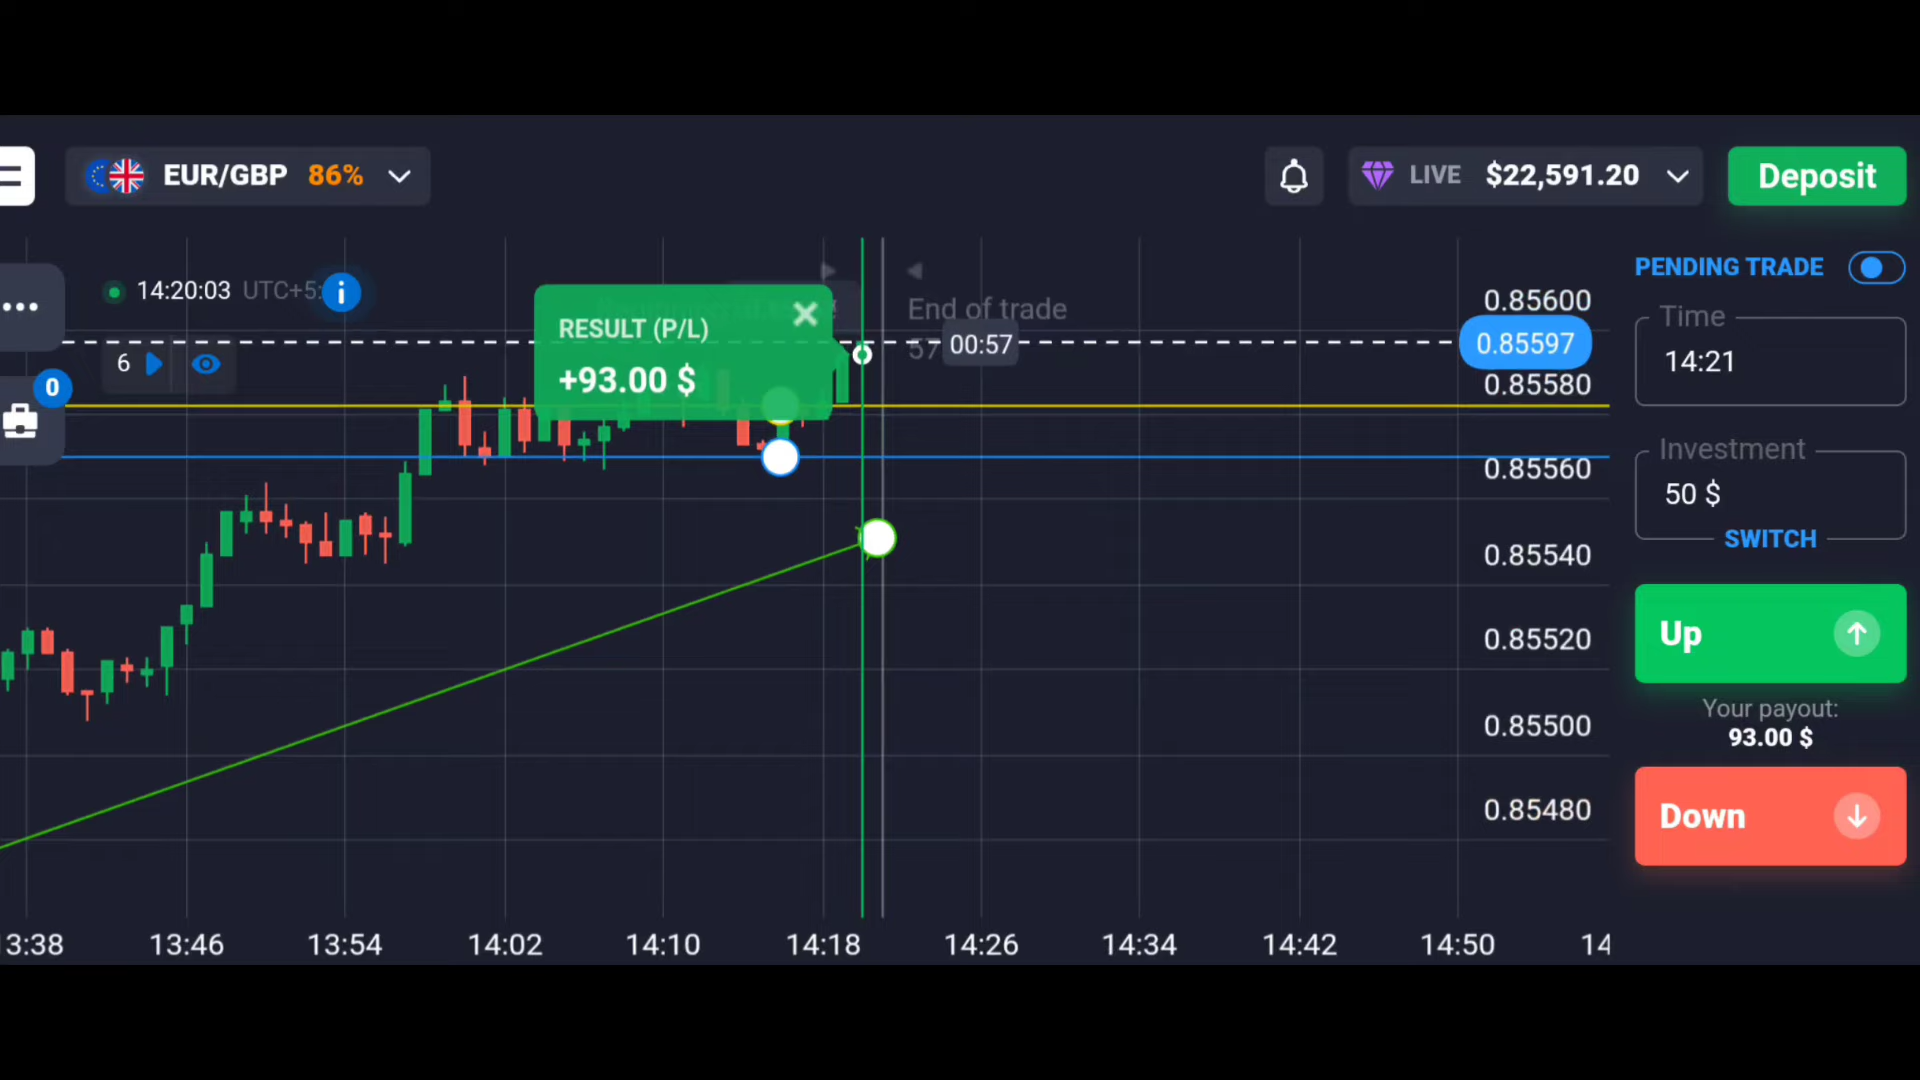 EUR/GBP 86%
LIVE $22,591.20
Deposit
14:20:03 UTC+5:
i
6
0
RESULT (P/L)
+93.00 $
End of trade
57
00:57
0.85600
0.85597
0.85580
0.85560
0.85540
0.85520
0.85500
0.85480
PENDING TRADE
Time
14:21
Investment
50 $
SWITCH
Up
Your payout:
93.00 $
Down
3:38 13:46 13:54 14:02 14:10 14:18 14:26 14:34 14:42 14:50 14